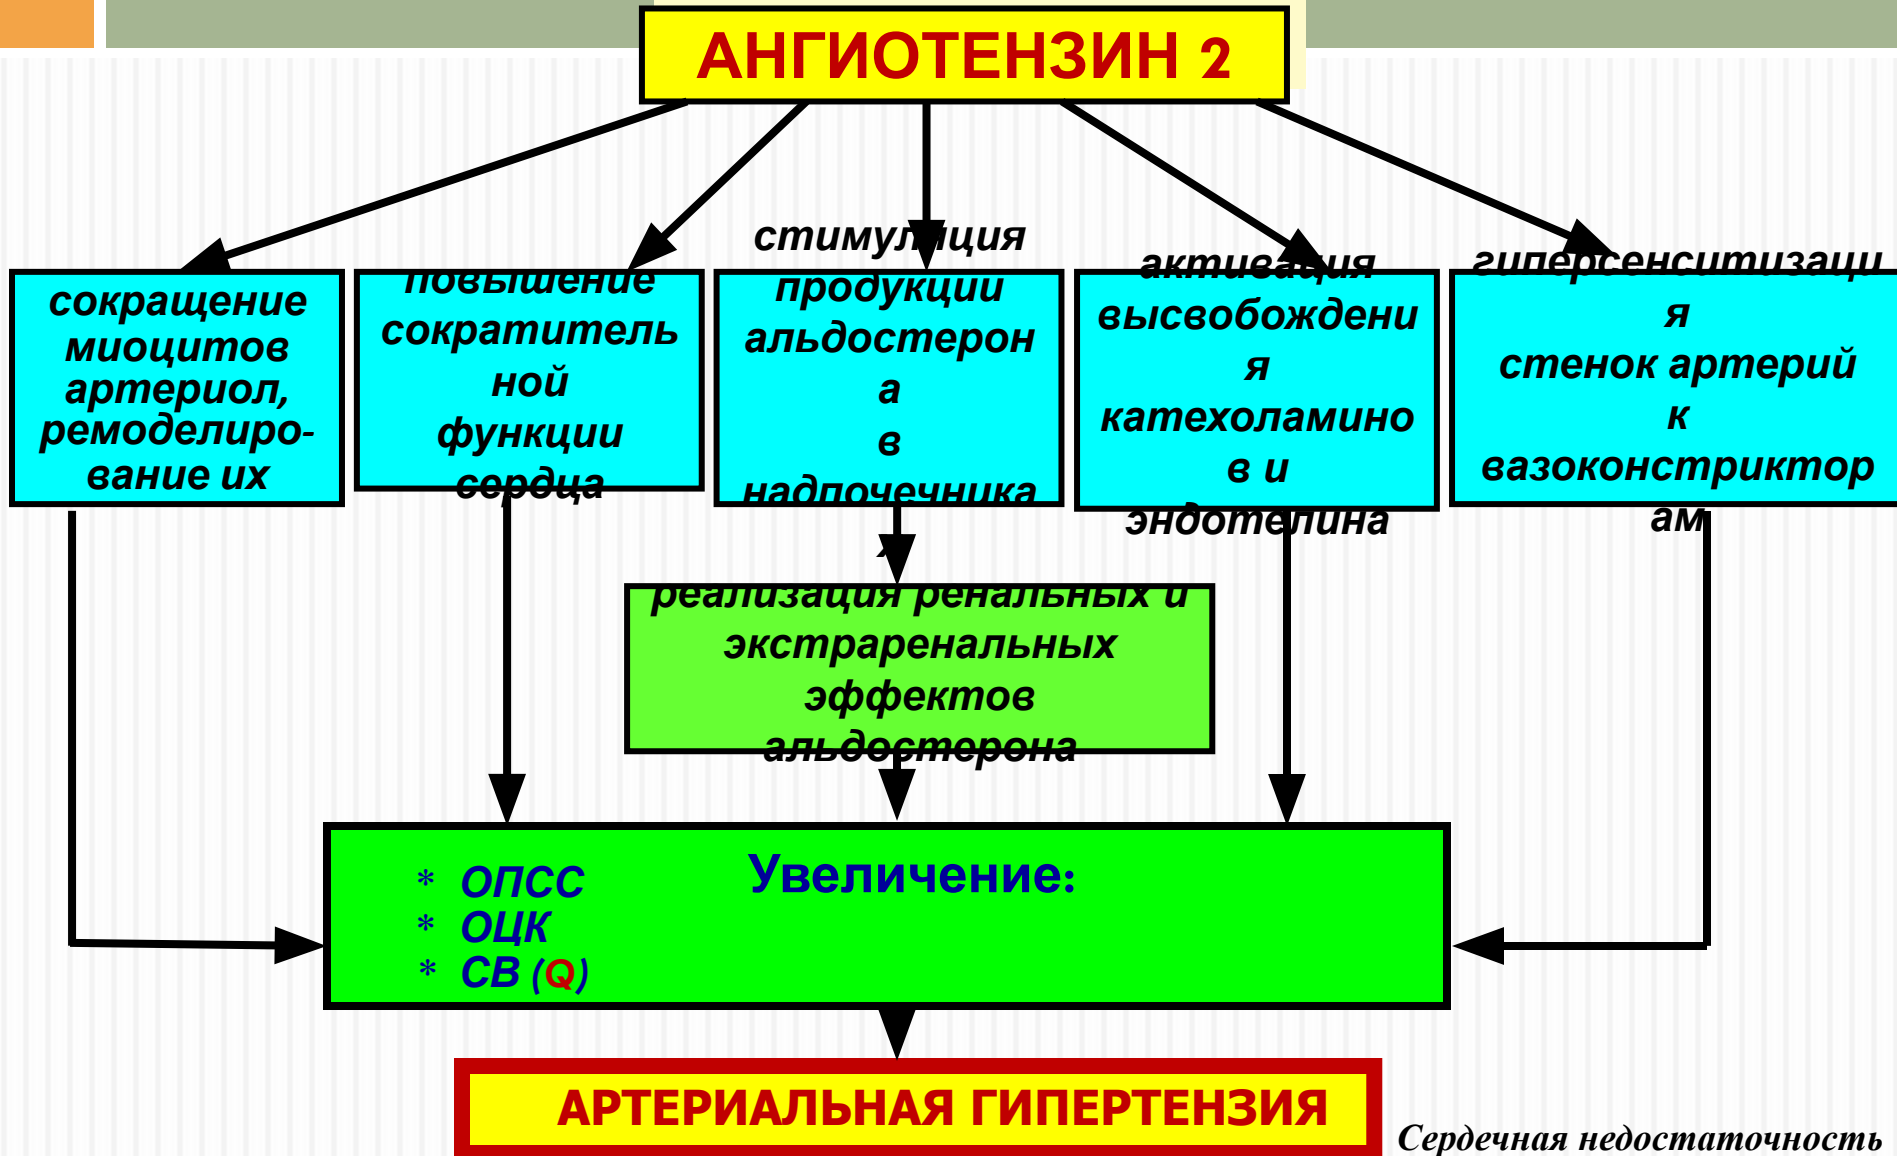 АНГИОТЕНЗИН 2
сокращение
миоцитов
артериол,
ремоделиро-
вание их
повышение
сократитель
ной
функции
сердца
стимуляция
продукции
альдостерон
а
в
надпочечника
х
активация
высвобождени
я
катехоламино
в и
эндотелина
гиперсенситизаци
я
стенок артерий
к
вазоконстриктор
ам
реализация ренальных и
экстраренальных
эффектов
альдостерона
Увеличение:
* ОПСС
* ОЦК
* СВ (Q)
АРТЕРИАЛЬНАЯ ГИПЕРТЕНЗИЯ
Сердечная недостаточность